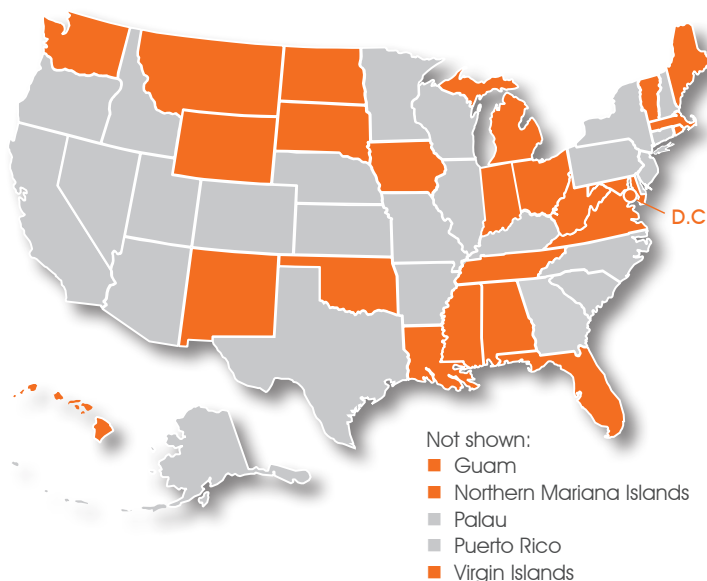 D.C
Not shown:
Guam
Northern Mariana Islands
Palau
Puerto Rico
Virgin Islands